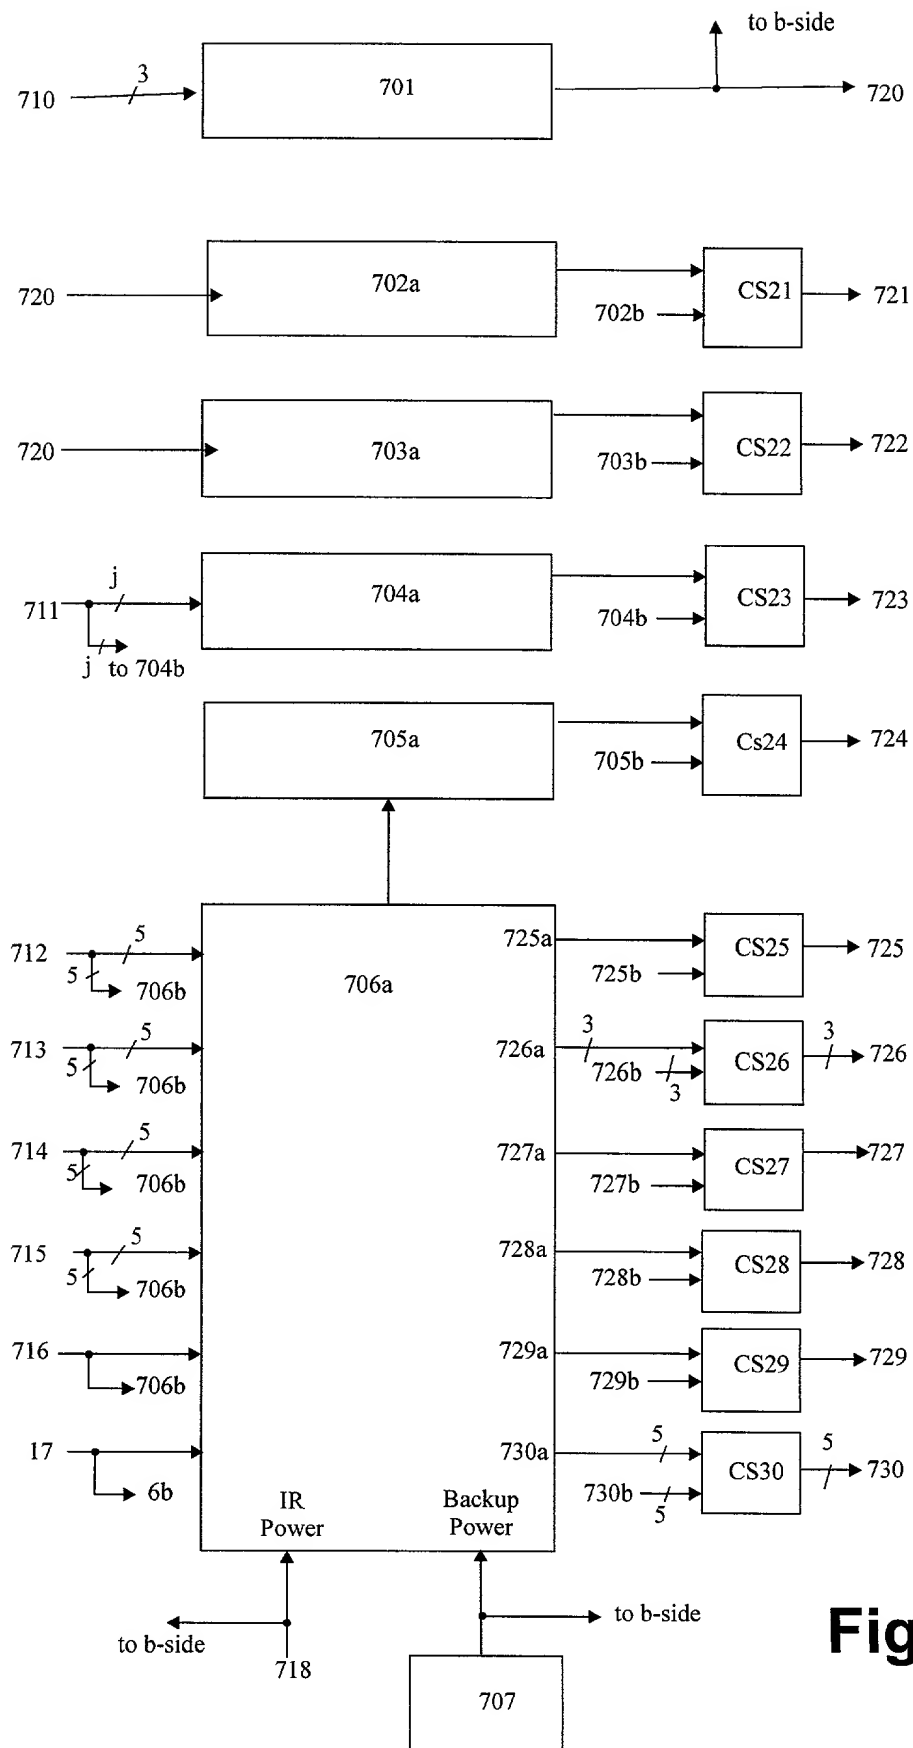 to b-side
3
710
701
720
720
702a
702b
CS21
721
720
703a
703b
CS22
722
j
711
704a
704b
CS23
723
j to 704b
705a
705b
Cs24
724
712
5
5
706b
706a
725a
725b
CS25
725
713
5
5
706b
726a
3
726b
3
CS26
3
726
714
5
5
706b
727a
727b
CS27
727
715
5
5
706b
728a
728b
CS28
728
716
706b
729a
729b
CS29
729
17
6b
730a
5
730b
5
CS30
5
730
IR
Power
Backup
Power
to b-side
718
to b-side
707
Fig